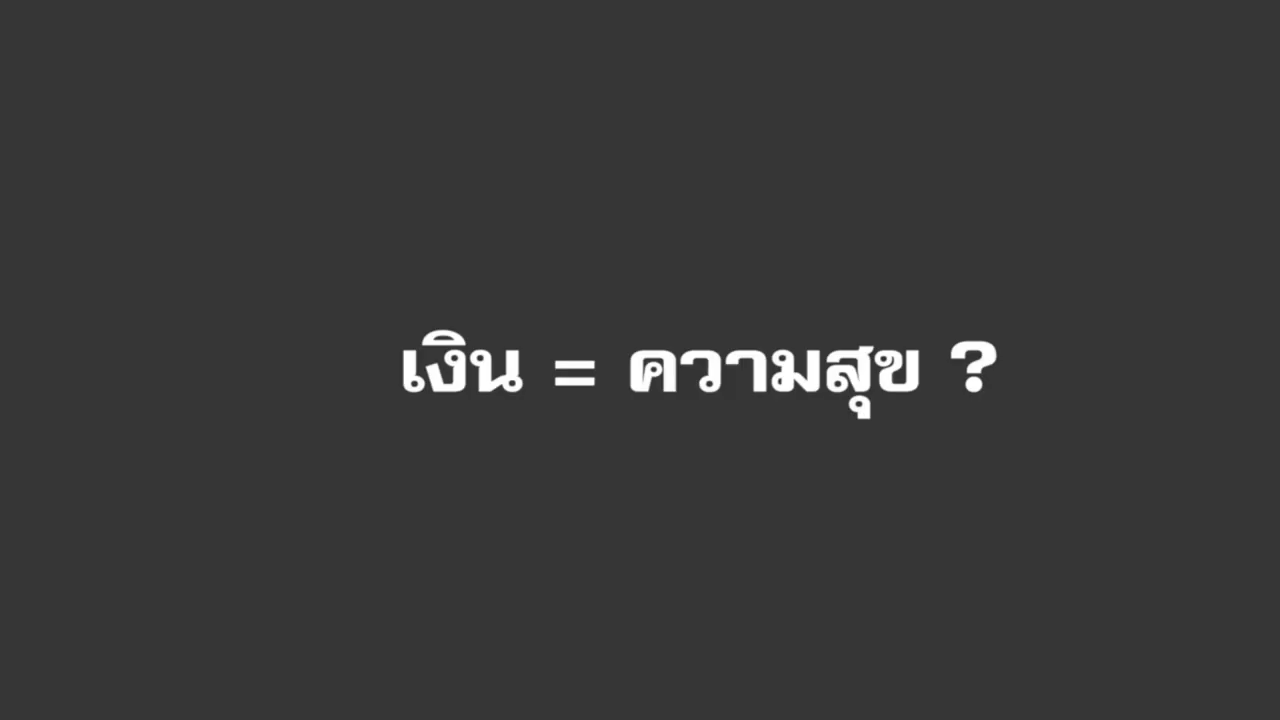 เงิน = ความสุข ?